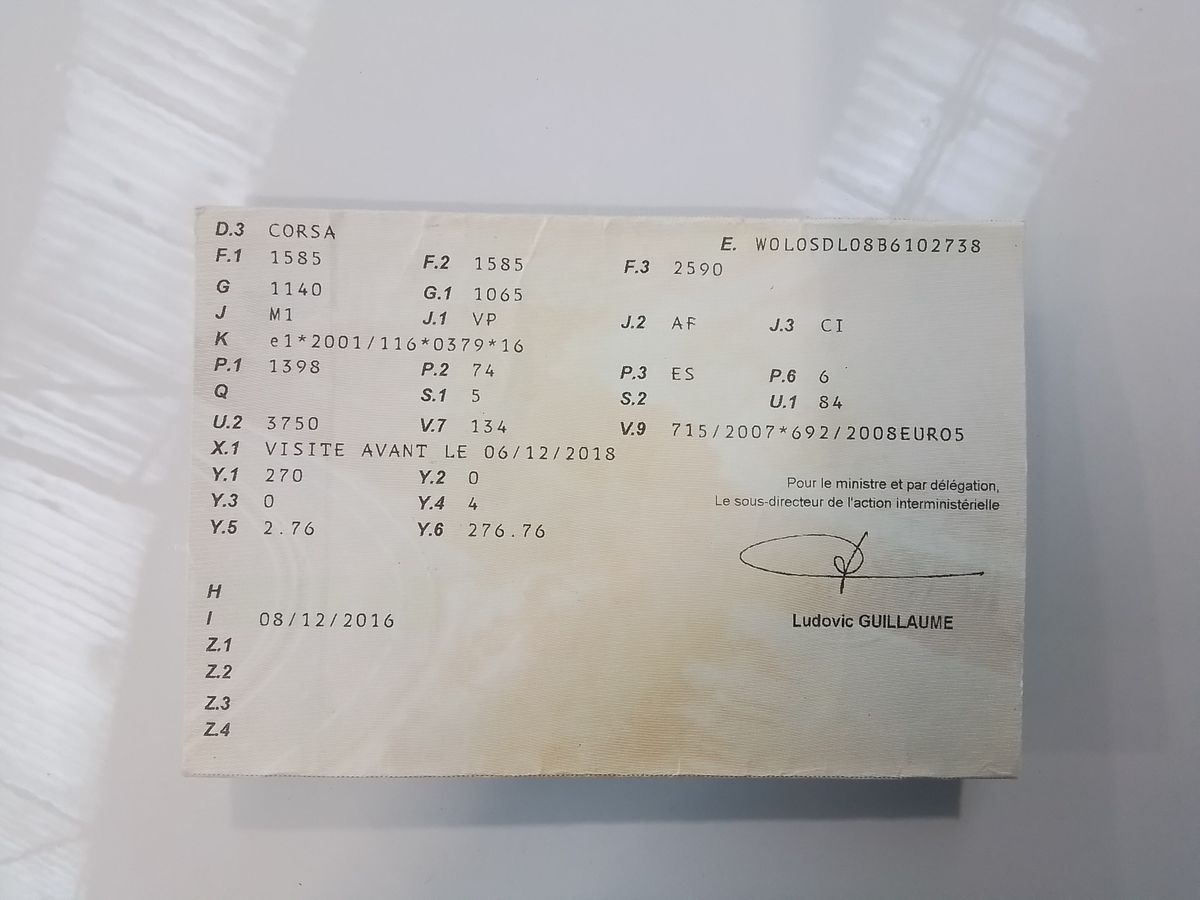 D.3 CORSA E. W0L0SDL08B6102738
F.1 1585 F.2 1585 F.3 2590
G 1140 G.1 1065
J M1 J.1 VP J.2 AF J.3 CI
K e1*2001/116*0379*16
P.1 1398 P.2 74 P.3 ES P.6 6
Q S.1 5 S.2 U.1 84
U.2 3750 V.7 134 V.9 715/2007*692/2008EURO5
X.1 VISITE AVANT LE 06/12/2018
Y.1 270 Y.2 0
Y.3 0 Y.4 4
Y.5 2.76 Y.6 276.76
Pour le ministre et par délégation,
Le sous-directeur de l'action interministérielle
Ludovic GUILLAUME
H
I 08/12/2016
Z.1
Z.2
Z.3
Z.4